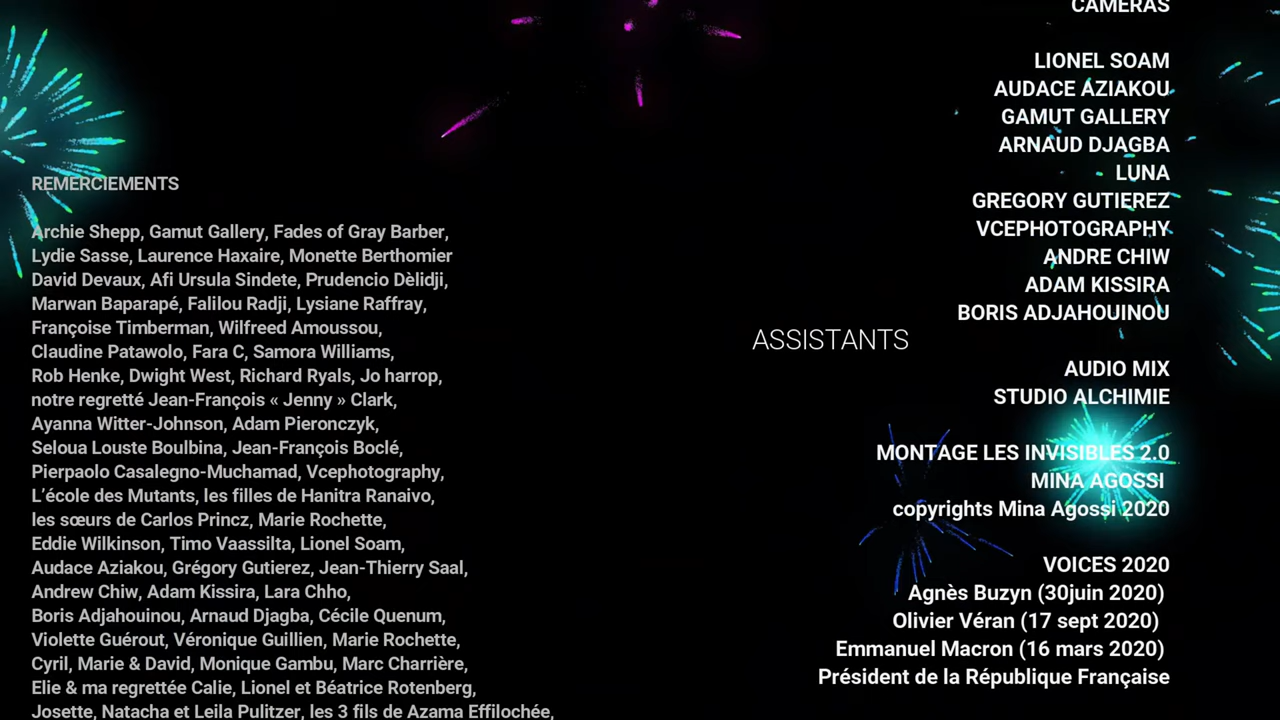 REMERCIEMENTS
Archie Shepp, Gamut Gallery, Fades of Gray Barber,
Lydie Sasse, Laurence Haxaire, Monette Berthomier
David Devaux, Afi Ursula Sindete, Prudencio Dèlidji,
Marwan Baparapé, Falilou Radji, Lysiane Raffray,
Françoise Timberman, Wilfreed Amoussou,
Claudine Patawolo, Fara C, Samora Williams,
Rob Henke, Dwight West, Richard Ryals, Jo harrop,
notre regretté Jean-François « Jenny » Clark,
Ayanna Witter-Johnson, Adam Pieronczyk,
Seloua Louste Boulbina, Jean-François Boclé,
Pierpaolo Casalegno-Muchamad, Vcephotography,
L’école des Mutants, les filles de Hanitra Ranaivo,
les sœurs de Carlos Princz, Marie Rochette,
Eddie Wilkinson, Timo Vaassilta, Lionel Soam,
Audace Aziakou, Grégory Gutierez, Jean-Thierry Saal,
Andrew Chiw, Adam Kissira, Lara Chho,
Boris Adjahouinou, Arnaud Djagba, Cécile Quenum,
Violette Guérout, Véronique Guillien, Marie Rochette,
Cyril, Marie & David, Monique Gambu, Marc Charrière,
Elie & ma regrettée Calie, Lionel et Béatrice Rotenberg,
Josette, Natacha et Leila Pulitzer, les 3 fils de Azama Effilochée,
ASSISTANTS
CAMERAS
LIONEL SOAM
AUDACE AZIAKOU
GAMUT GALLERY
ARNAUD DJAGBA
LUNA
GREGORY GUTIEREZ
VCEPHOTOGRAPHY
ANDRE CHIW
ADAM KISSIRA
BORIS ADJAHOUINOU
AUDIO MIX
STUDIO ALCHIMIE
MONTAGE LES INVISIBLES 2.0
MINA AGOSSI
copyrights Mina Agossi 2020
VOICES 2020
Agnès Buzyn (30juin 2020)
Olivier Véran (17 sept 2020)
Emmanuel Macron (16 mars 2020)
Président de la République Française